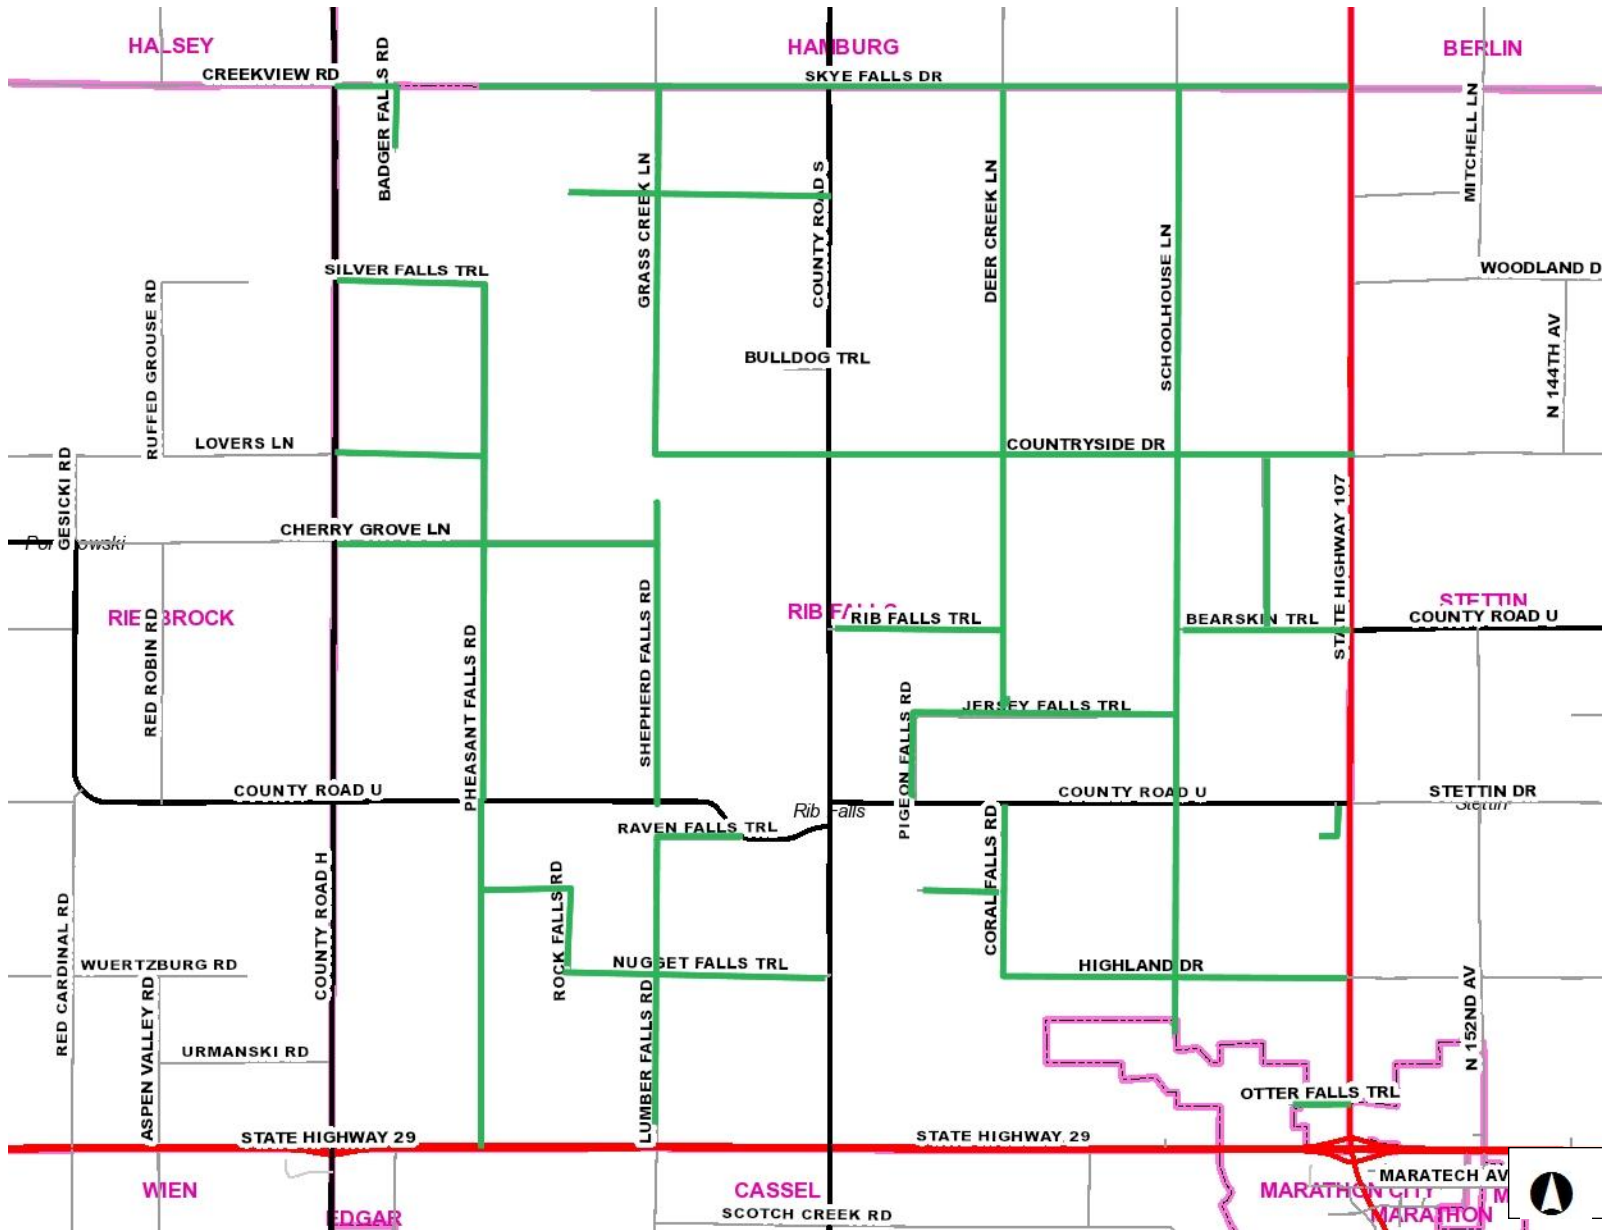 HALSEY
HAMBURG
BERLIN
CREEKVIEW RD
SKYE FALLS DR
BADGER FALLS RD
MITCHELL LN
GRASS CREEK LN
COUNTY ROAD S
DEER CREEK LN
SCHOOLHOUSE LN
SILVER FALLS TRL
WOODLAND D
RUFFED GROUSE RD
N 144TH AV
BULLDOG TRL
LOVERS LN
COUNTRYSIDE DR
GESICKI RD
STATE HIGHWAY 107
CHERRY GROVE LN
RIB FALLS
STETTIN
RIB FALLS TRL
BEARSKIN TRL
COUNTY ROAD U
RED ROBIN RD
PHEASANT FALLS RD
SHEPHERD FALLS RD
PIGEON FALLS RD
JERSEY FALLS TRL
COUNTY ROAD U
COUNTY ROAD U
STETTIN DR
Stettin
Rib Falls
RAVEN FALLS TRL
CORAL FALLS RD
ROCK FALLS RD
COUNTY ROAD H
RED CARDINAL RD
WUERTZBURG RD
NUGGET FALLS TRL
HIGHLAND DR
ASPEN VALLEY RD
LUMBER FALLS RD
N 152ND AV
URMANSKI RD
OTTER FALLS TRL
STATE HIGHWAY 29
STATE HIGHWAY 29
WIEN
CASSEL
MARATHON CITY
MARATECH AV
EDGAR
SCOTCH CREEK RD
MARATHON